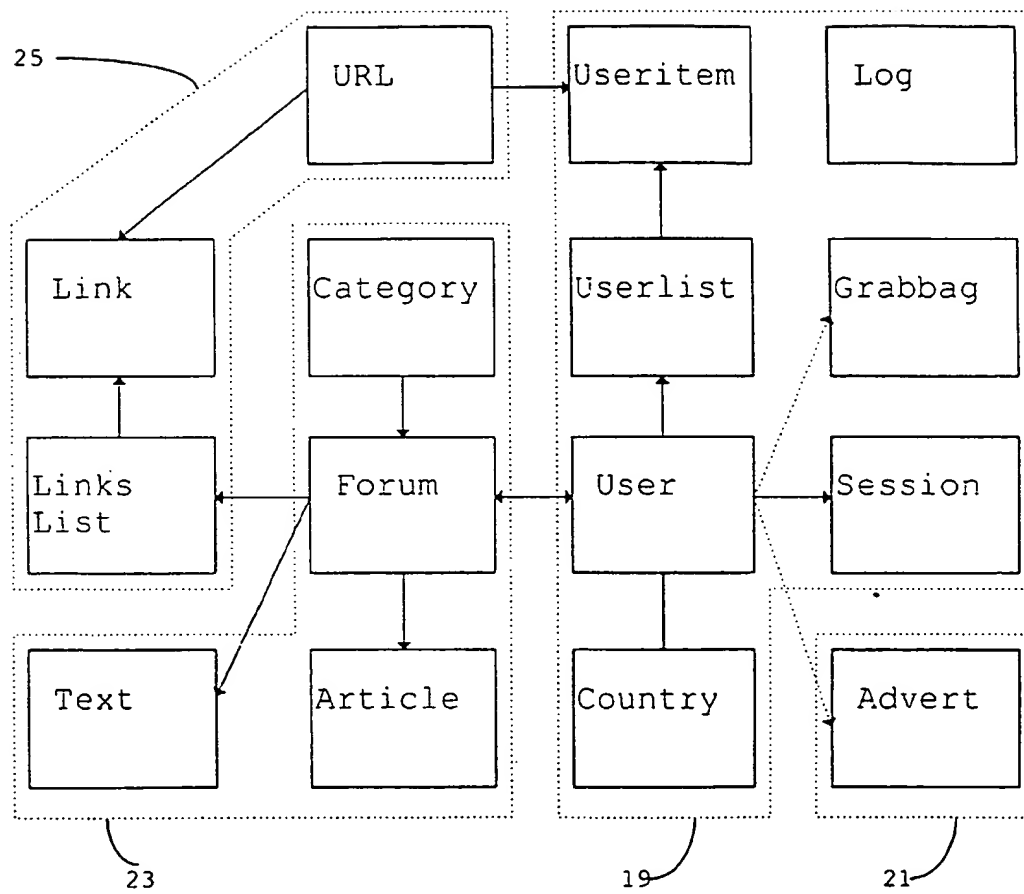 25
URL
Useritem
Log
Link
Category
Userlist
Grabbag
Links
List
Forum
User
Session
Text
Article
Country
Advert
23
19
21